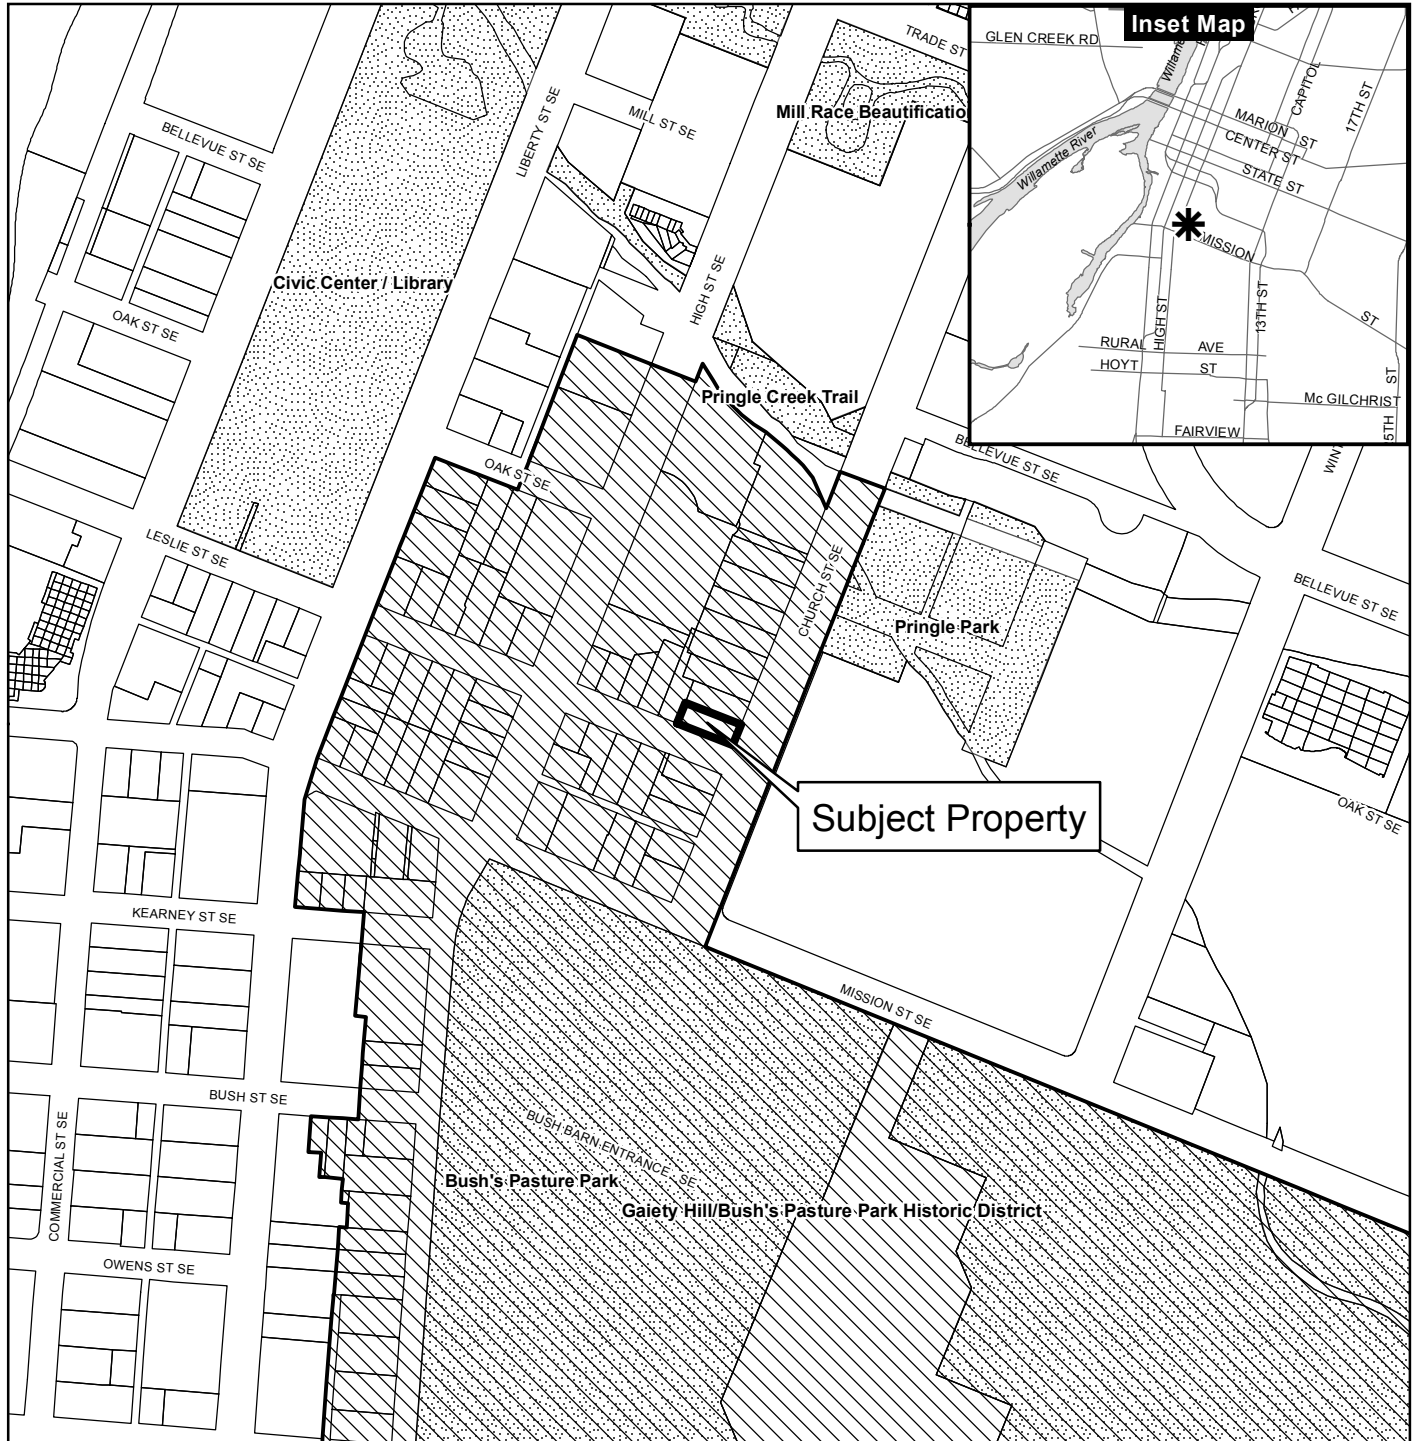 Inset Map
GLEN CREEK RD
Willame
CAPITOL
17TH ST
MARION ST
CENTER ST
STATE ST
Willamette River
MISSION
ST
13TH ST
HIGH ST
RURAL AVE
HOYT ST
ST
Mc GILCHRIST
5TH
FAIRVIEW
TRADE ST
Mill Race Beautificatio
MILL ST SE
LIBERTY ST SE
BELLEVUE ST SE
Civic Center / Library
HIGH ST SE
OAK ST SE
Pringle Creek Trail
BELLEVUE ST SE
WINT
OAK ST SE
LESLIE ST SE
CHURCH ST SE
BELLEVUE ST SE
Pringle Park
Subject Property
OAK ST SE
KEARNEY ST SE
MISSION ST SE
BUSH ST SE
COMMERCIAL ST SE
BUSH BARN ENTRANCE SE
Bush's Pasture Park
Gaiety Hill/Bush's Pasture Park Historic District
OWENS ST SE